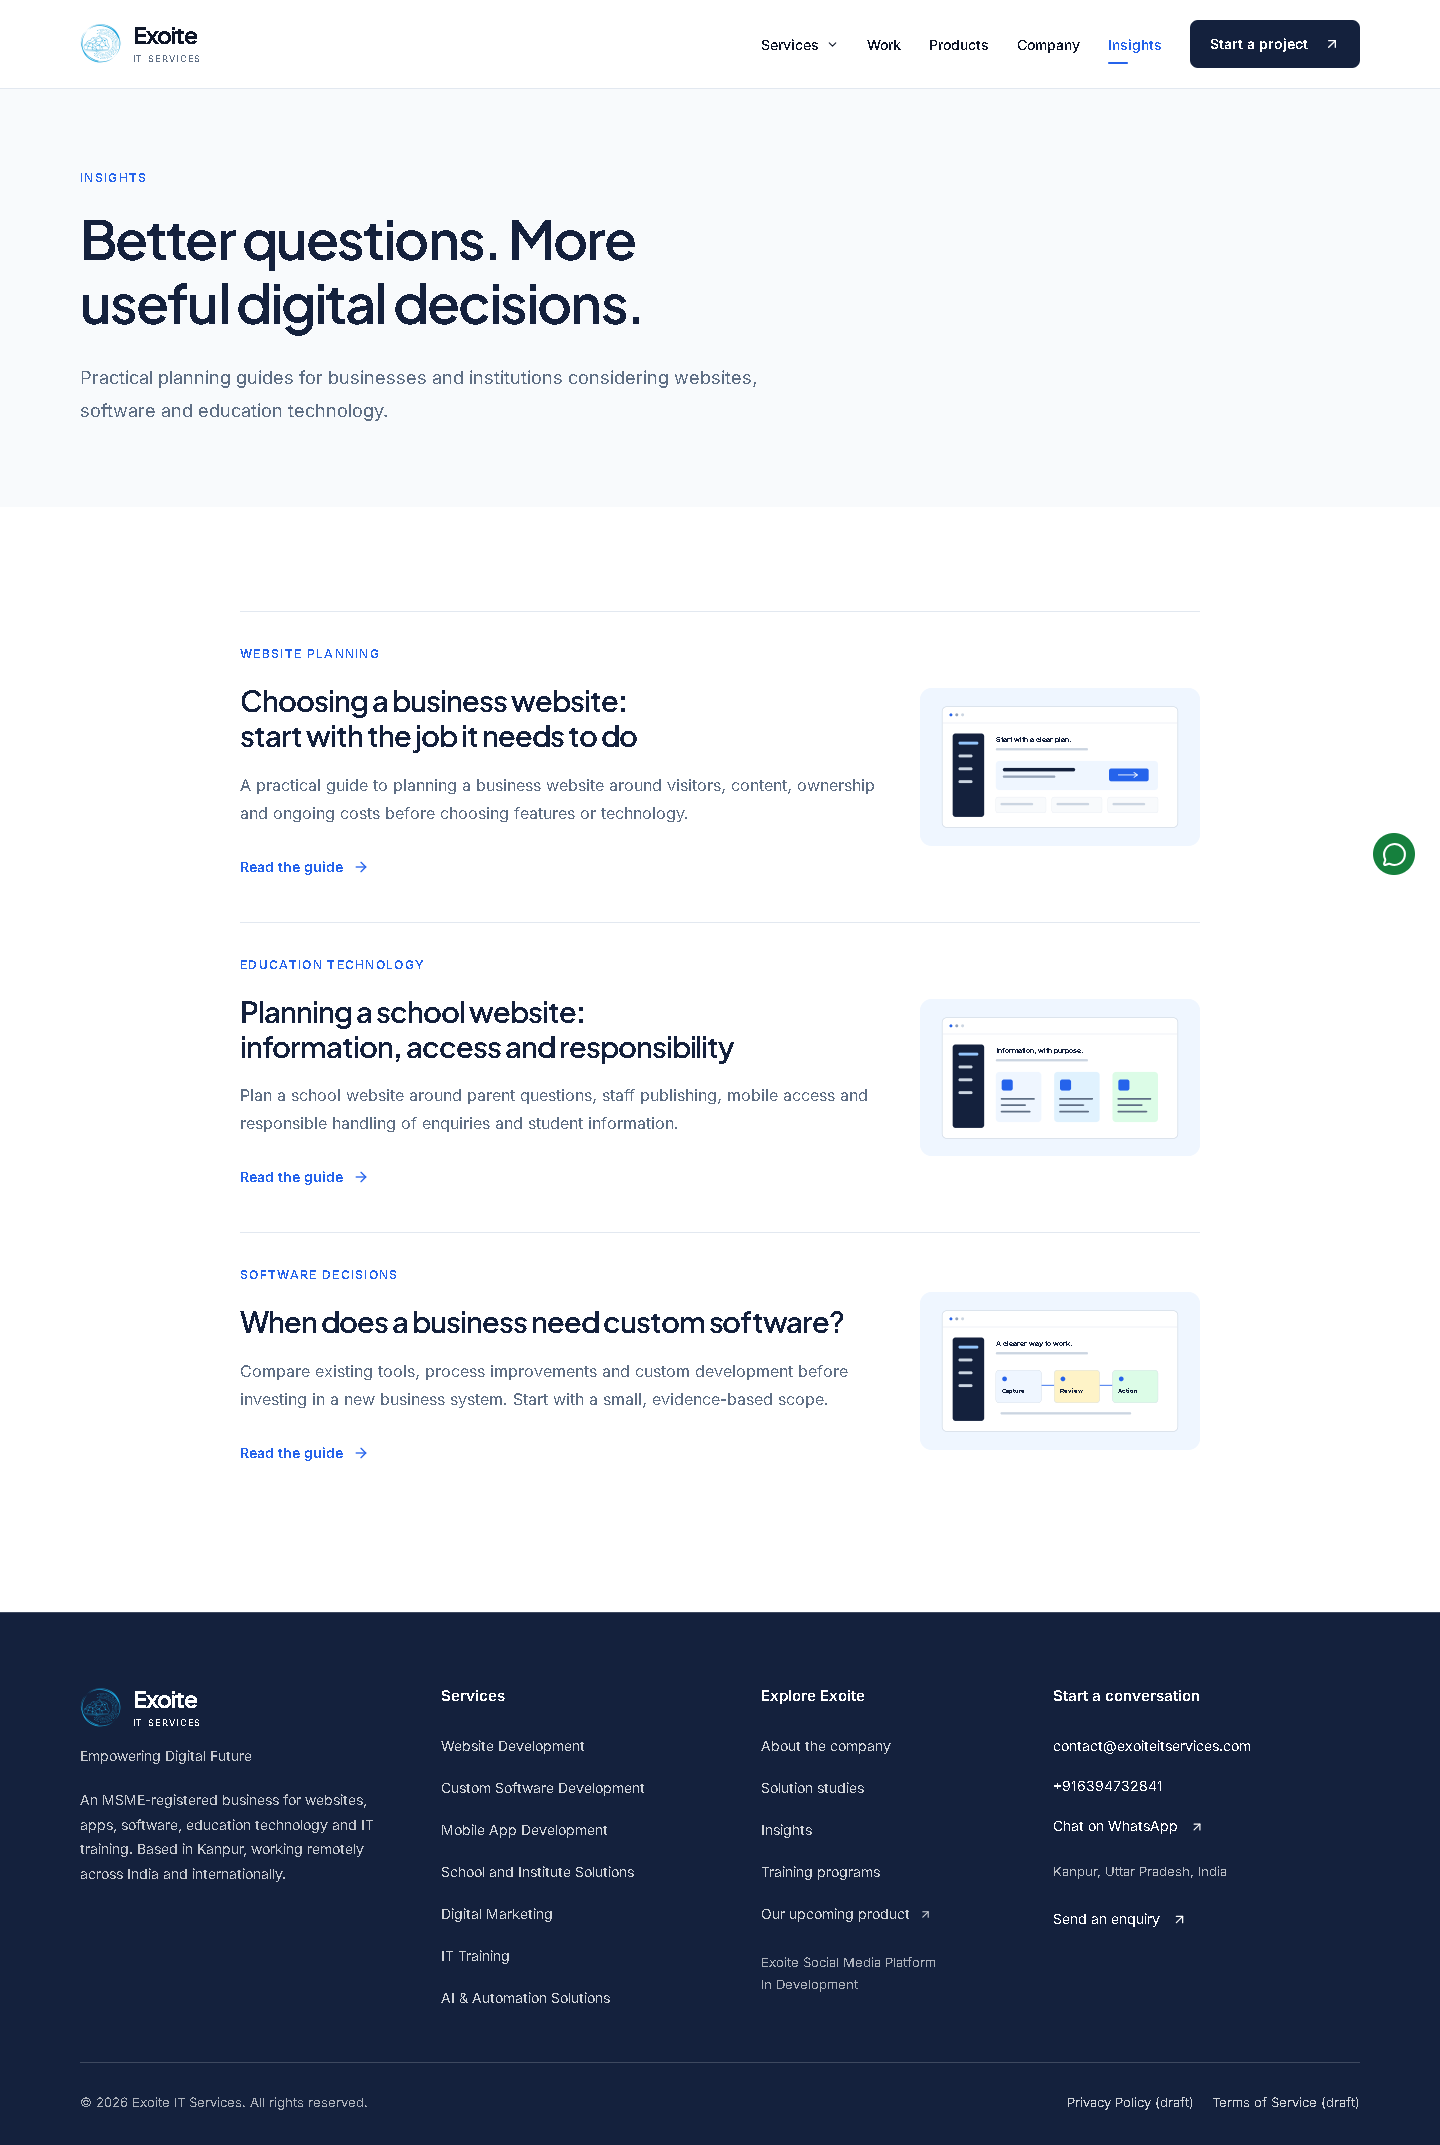 Exoite
IT SERVICES
Services
Work
Products
Company
Insights
Start a project
INSIGHTS
Better questions. More
useful digital decisions.
Practical planning guides for businesses and institutions considering websites,
software and education technology.
WEBSITE PLANNING
Choosing a business website:
start with the job it needs to do
A practical guide to planning a business website around visitors, content, ownership
and ongoing costs before choosing features or technology.
Read the guide
Start with a clear plan.
EDUCATION TECHNOLOGY
Planning a school website:
information, access and responsibility
Plan a school website around parent questions, staff publishing, mobile access and
responsible handling of enquiries and student information.
Read the guide
Information, with purpose.
SOFTWARE DECISIONS
When does a business need custom software?
Compare existing tools, process improvements and custom development before
investing in a new business system. Start with a small, evidence-based scope.
Read the guide
A clearer way to work.
Capture
Review
Action
Exoite
IT SERVICES
Empowering Digital Future
An MSME-registered business for websites,
apps, software, education technology and IT
training. Based in Kanpur, working remotely
across India and internationally.
Services
Website Development
Custom Software Development
Mobile App Development
School and Institute Solutions
Digital Marketing
IT Training
AI & Automation Solutions
Explore Exoite
About the company
Solution studies
Insights
Training programs
Our upcoming product
Exoite Social Media Platform
In Development
Start a conversation
contact@exoiteitservices.com
+916394732841
Chat on WhatsApp
Kanpur, Uttar Pradesh, India
Send an enquiry
© 2026 Exoite IT Services. All rights reserved.
Privacy Policy (draft)
Terms of Service (draft)